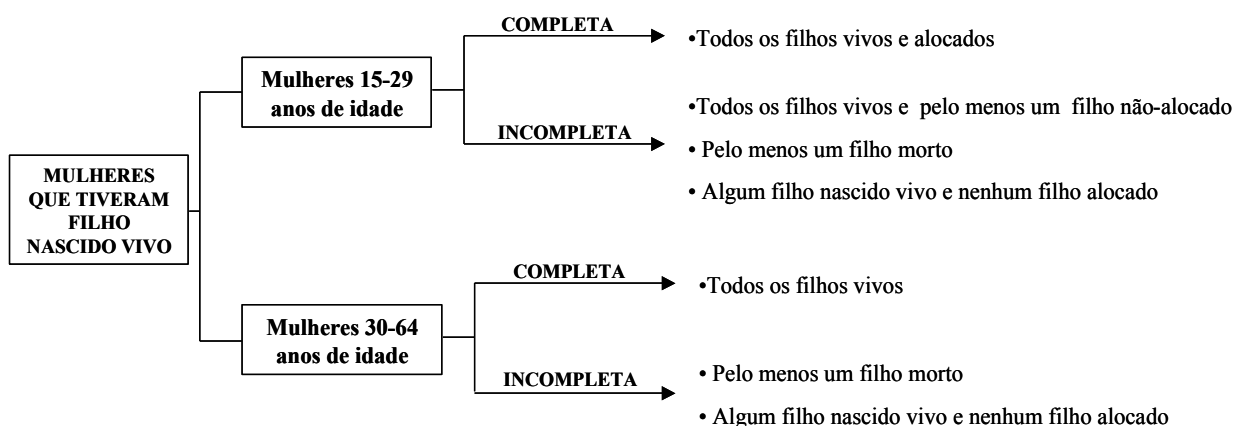 MULHERES
QUE TIVERAM
FILHO
NASCIDO VIVO
Mulheres 15-29
anos de idade
COMPLETA
•Todos os filhos vivos e alocados
INCOMPLETA
•Todos os filhos vivos e pelo menos um filho não-alocado
• Pelo menos um filho morto
• Algum filho nascido vivo e nenhum filho alocado
Mulheres 30-64
anos de idade
COMPLETA
•Todos os filhos vivos
INCOMPLETA
• Pelo menos um filho morto
• Algum filho nascido vivo e nenhum filho alocado